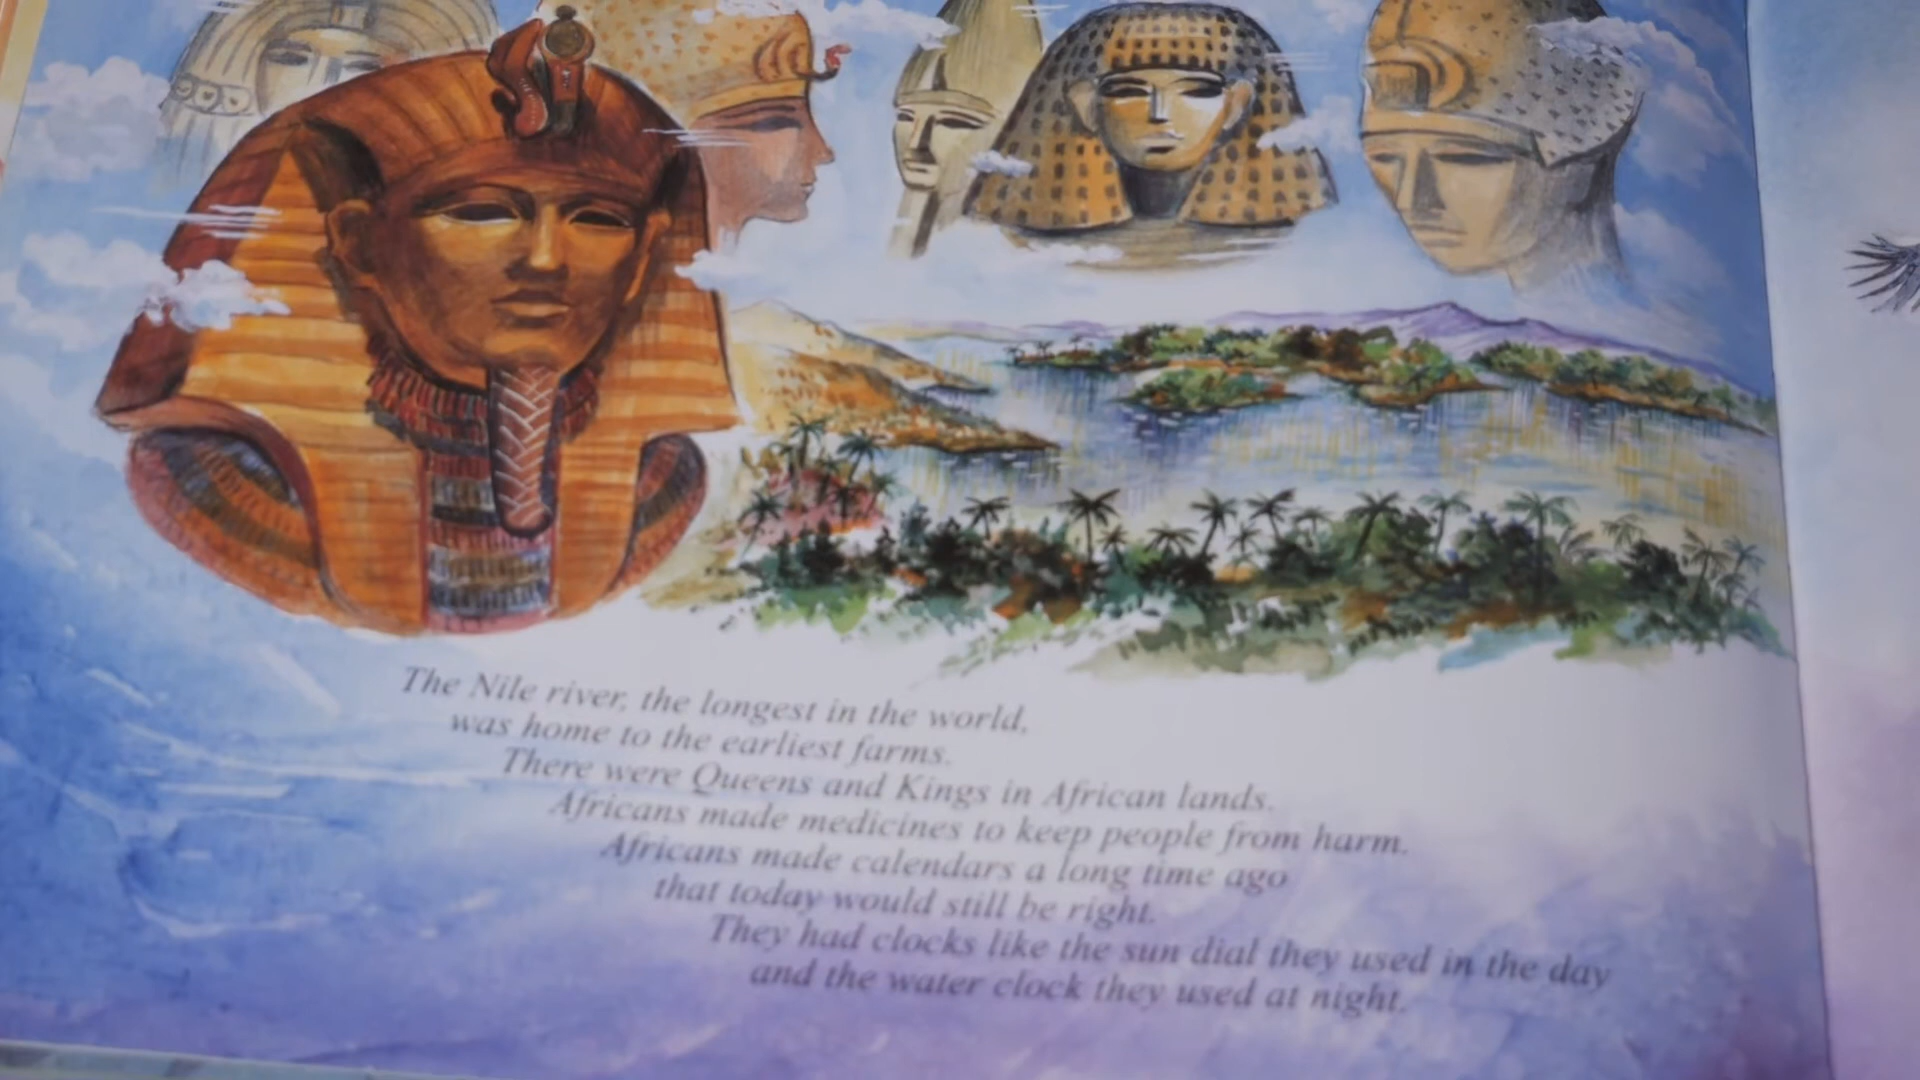 The Nile river, the longest in the world,
was home to the earliest farms.
There were Queens and Kings in African lands.
Africans made medicines to keep people from harm.
Africans made calendars a long time ago
that today would still be right.
They had clocks like the sun dial they used in the day
and the water clock they used at night.